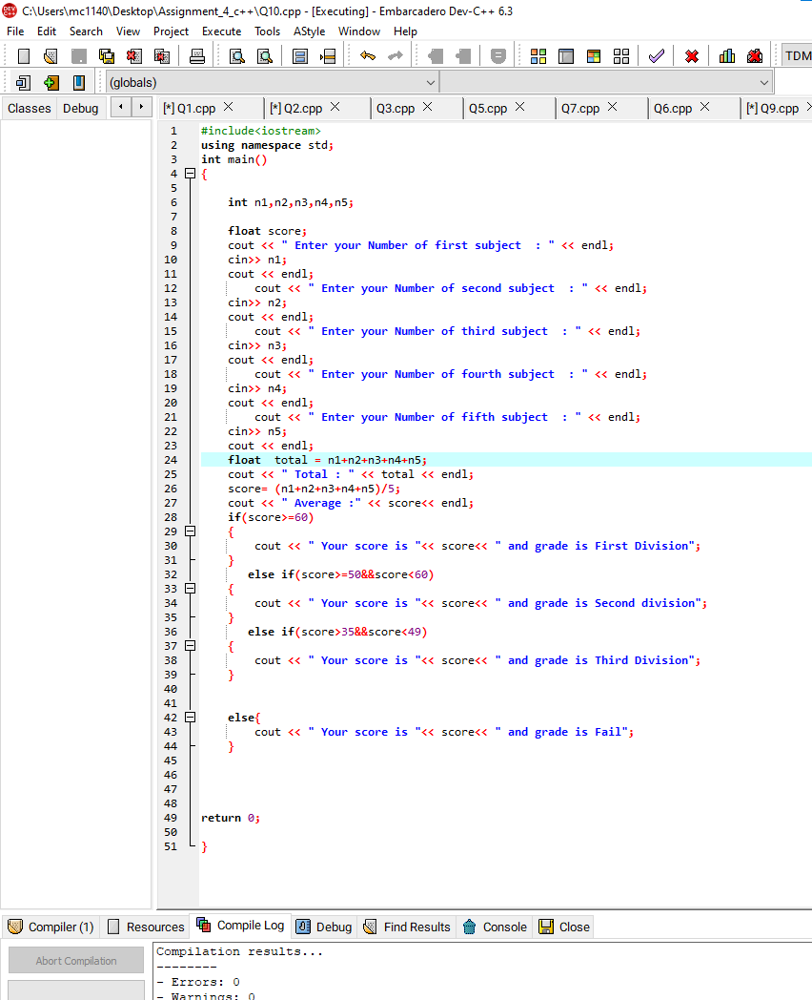 C:\Users\mc1140\Desktop\Assignment_4_c++\Q10.cpp - [Executing] - Embarcadero Dev-C++ 6.3
File Edit Search View Project Execute Tools AStyle Window Help
TDM
(globals)
Classes Debug [*] Q1.cpp [*] Q2.cpp Q3.cpp Q5.cpp Q7.cpp Q6.cpp [*] Q9.cpp
1 #include<iostream>
2 using namespace std;
3 int main()
4 {
5
6 int n1,n2,n3,n4,n5;
7
8 float score;
9 cout << " Enter your Number of first subject  : " << endl;
10 cin>> n1;
11 cout << endl;
12 cout << " Enter your Number of second subject  : " << endl;
13 cin>> n2;
14 cout << endl;
15 cout << " Enter your Number of third subject  : " << endl;
16 cin>> n3;
17 cout << endl;
18 cout << " Enter your Number of fourth subject  : " << endl;
19 cin>> n4;
20 cout << endl;
21 cout << " Enter your Number of fifth subject  : " << endl;
22 cin>> n5;
23 cout << endl;
24 float  total = n1+n2+n3+n4+n5;
25 cout << " Total : " << total << endl;
26 score= (n1+n2+n3+n4+n5)/5;
27 cout << " Average :" << score<< endl;
28 if(score>=60)
29 {
30 cout << " Your score is "<< score<< " and grade is First Division";
31 }
32 else if(score>=50&&score<60)
33 {
34 cout << " Your score is "<< score<< " and grade is Second division";
35 }
36 else if(score>35&&score<49)
37 {
38 cout << " Your score is "<< score<< " and grade is Third Division";
39 }
40
41
42 else{
43 cout << " Your score is "<< score<< " and grade is Fail";
44 }
45
46
47
48
49 return 0;
50
51 }
Compiler (1) Resources Compile Log Debug Find Results Console Close
Abort Compilation
Compilation results...
--------
- Errors: 0
- Warnings: 0